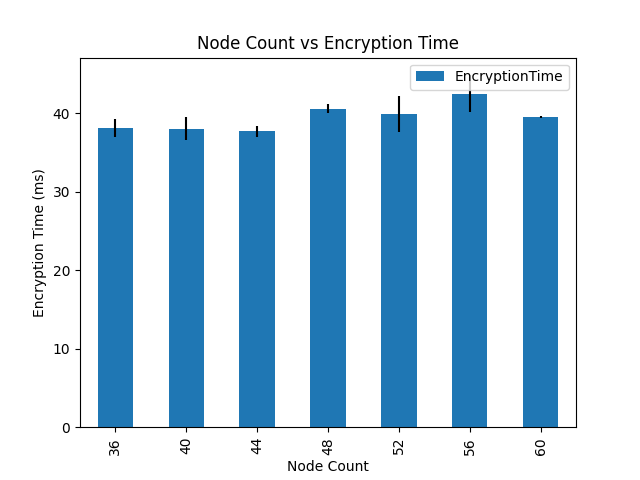 Node Count vs Encryption Time
EncryptionTime
40
30
20
10
0
Encryption Time (ms)
36 40 44 48 52 56 60
Node Count